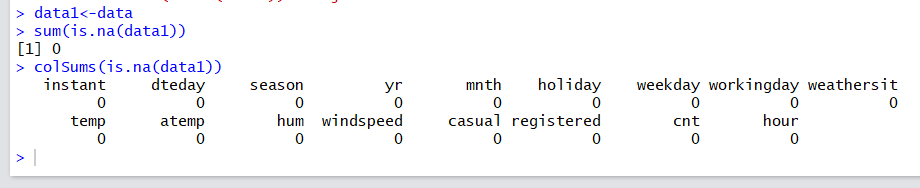 > data1<-data
> sum(is.na(data1))
[1] 0
> colSums(is.na(data1))
instant dteday season yr mnth holiday weekday workingday weathersit
0 0 0 0 0 0 0 0 0
temp atemp hum windspeed casual registered cnt hour
0 0 0 0 0 0 0 0
>